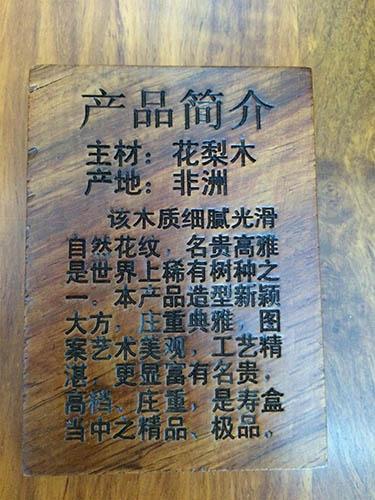 产品简介
主材：花梨木
产地：非洲
该木质细腻光滑
自然花纹，名贵高雅
是世界上稀有树种之
一。本产品造型新颖
大方，庄重典雅，图
案艺术美观，工艺精
湛，更显富有名贵，
高档、庄重，是寿盒
当中之精品、极品。